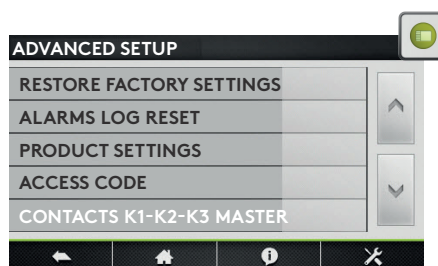 ADVANCED SETUP
RESTORE FACTORY SETTINGS
ALARMS LOG RESET
PRODUCT SETTINGS
ACCESS CODE
CONTACTS K1-K2-K3 MASTER